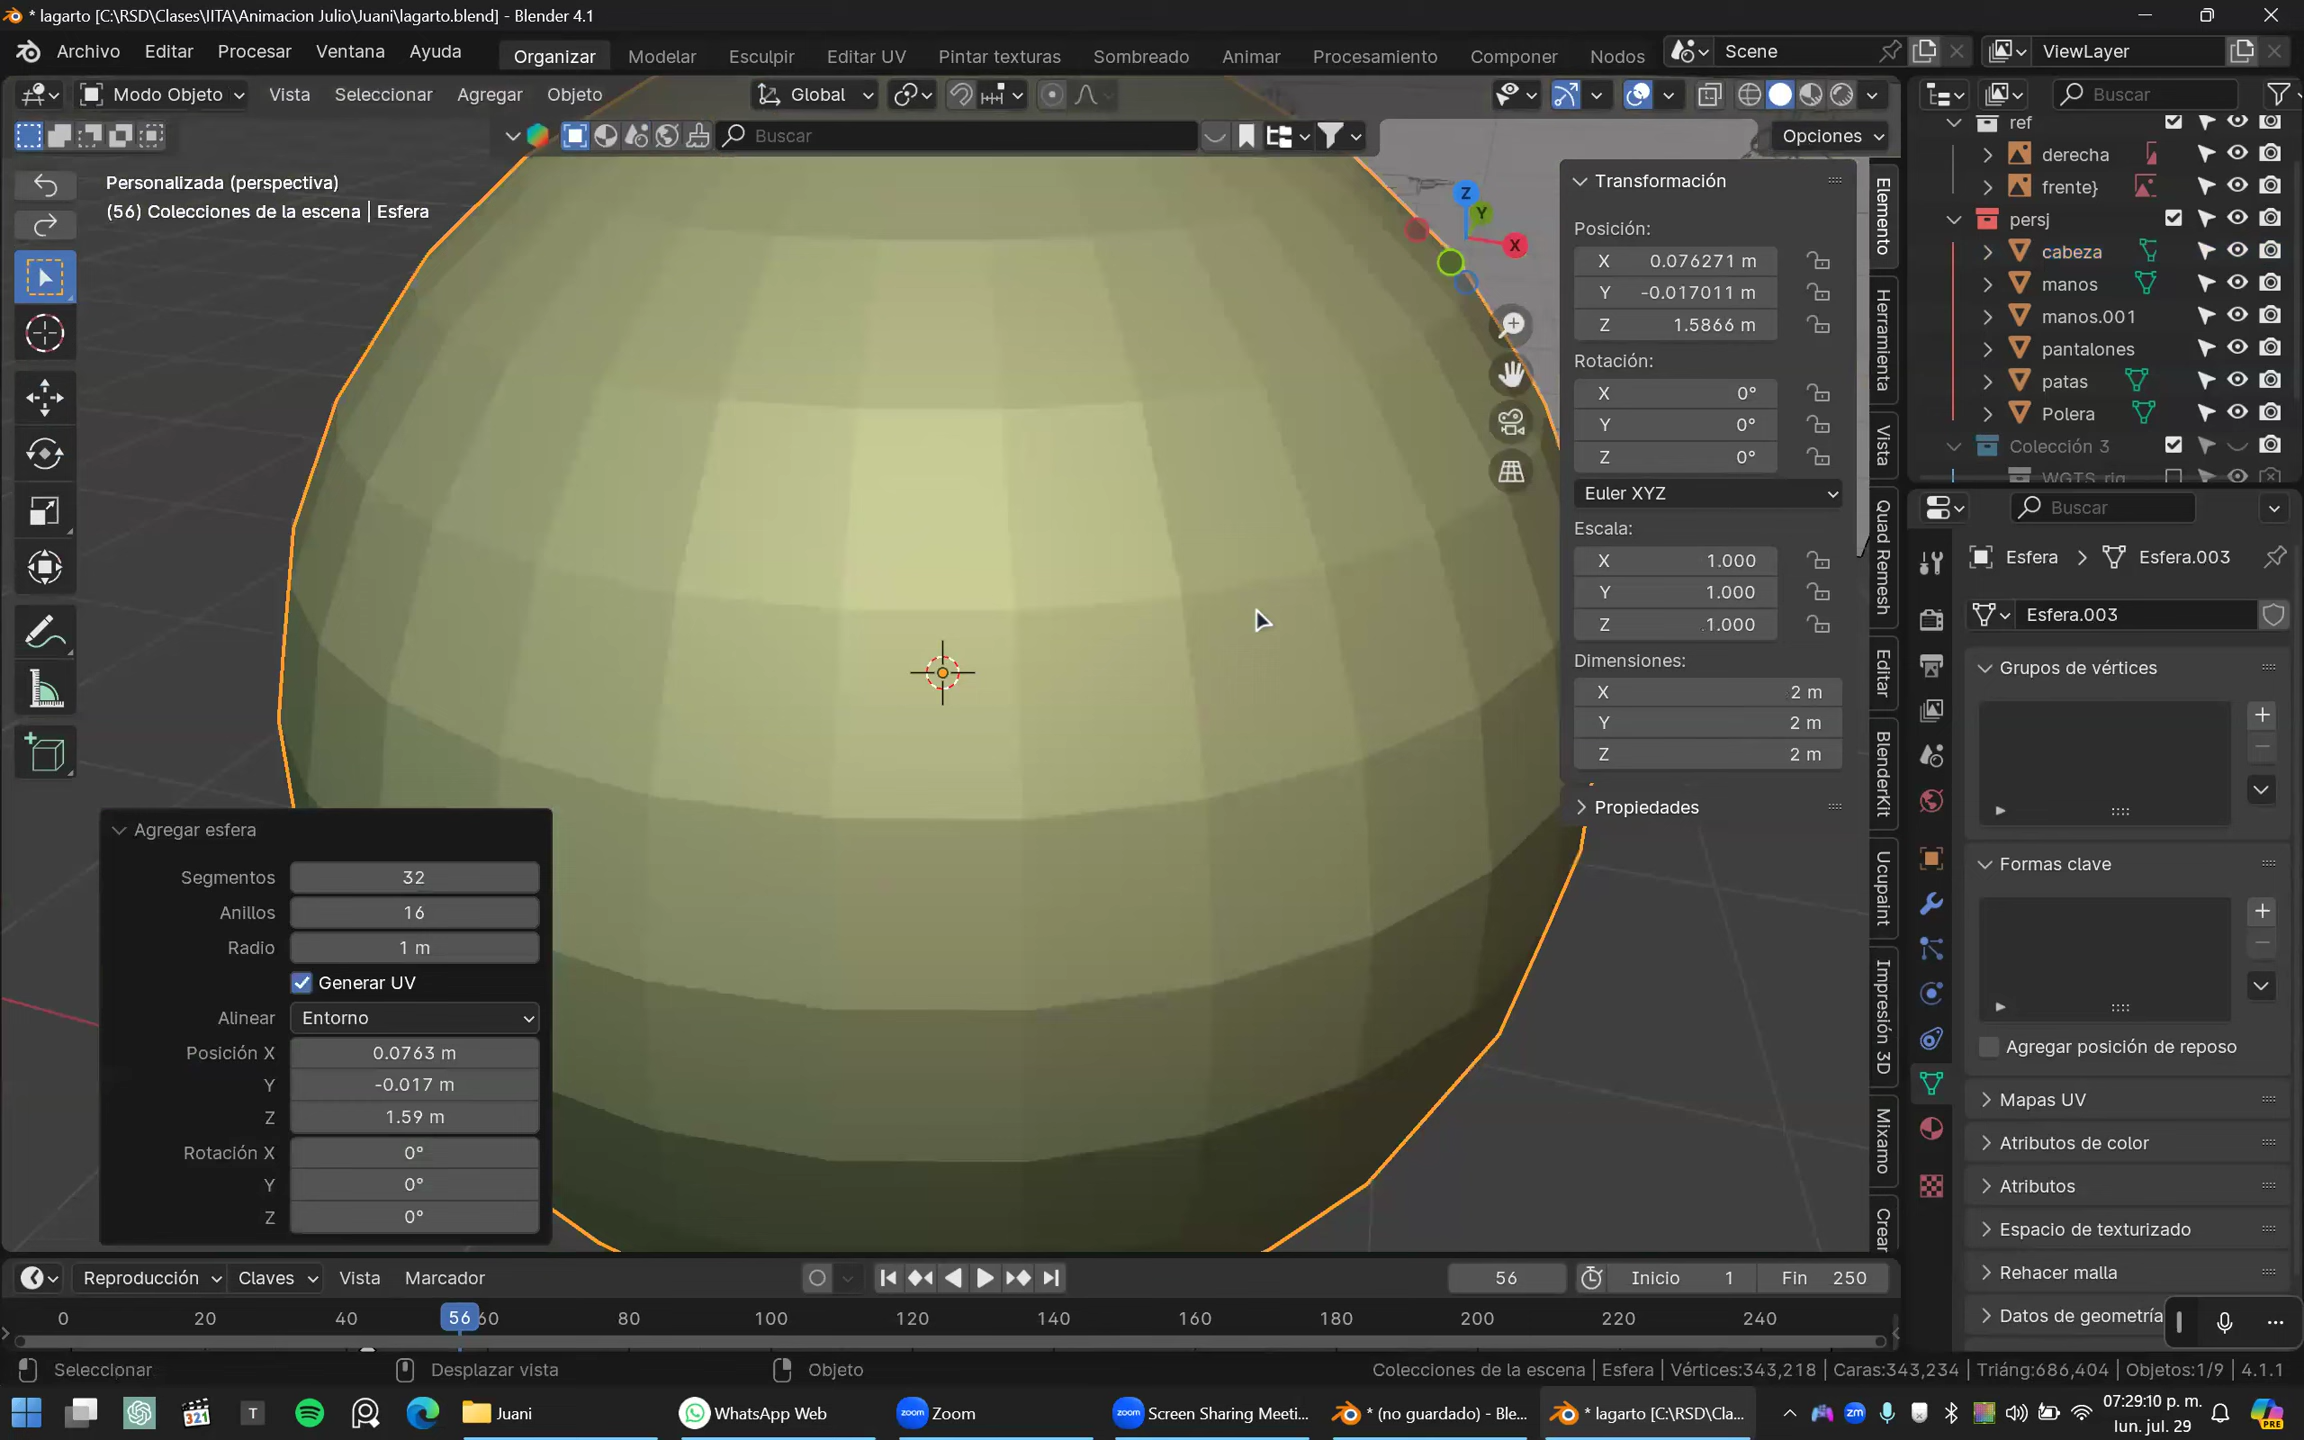 * lagarto [C:\RSD\Clases\IITA\Animacion Julio\Juani\lagarto.blend] - Blender 4.1
Archivo Editar Procesar Ventana Ayuda Organizar Modelar Esculpir Editar UV Pintar texturas Sombreado Animar Procesamiento Componer Nodos Scene ViewLayer
Modo Objeto Vista Seleccionar Agregar Objeto Global Buscar
Buscar Opciones
Personalizada (perspectiva)
(56) Colecciones de la escena | Esfera
Z
Y
X
Transformación
Posición:
X 0.076271 m
Y -0.017011 m
Z 1.5866 m
Rotación:
X 0°
Y 0°
Z 0°
Euler XYZ
Escala:
X 1.000
Y 1.000
Z 1.000
Dimensiones:
X 2 m
Y 2 m
Z 2 m
Propiedades
Elemento
Herramienta
Vista
Quad Remesh
Editar
BlenderKit
Ucupaint
Impresión 3D
Mixamo
Crear
ref
derecha
frente}
persj
cabeza
manos
manos.001
pantalones
patas
Polera
Colección 3
WGTS_rig
Buscar
Esfera > Esfera.003
Esfera.003
Grupos de vértices
Formas clave
Agregar posición de reposo
Mapas UV
Atributos de color
Atributos
Espacio de texturizado
Rehacer malla
Datos de geometría
Agregar esfera
Segmentos 32
Anillos 16
Radio 1 m
Generar UV
Alinear Entorno
Posición X 0.0763 m
Y -0.017 m
Z 1.59 m
Rotación X 0°
Y 0°
Z 0°
Reproducción Claves Vista Marcador 56 Inicio 1 Fin 250
0 20 40 56 60 80 100 120 140 160 180 200 220 240
Seleccionar Desplazar vista Objeto Colecciones de la escena | Esfera | Vértices:343,218 | Caras:343,234 | Triáng:686,404 | Objetos:1/9 | 4.1.1
321 T Juani WhatsApp Web zoom Zoom zoom Screen Sharing Meeti... * (no guardado) - Ble... * lagarto [C:\RSD\Cla... zm 07:29:10 p. m.
lun. jul. 29
PRE